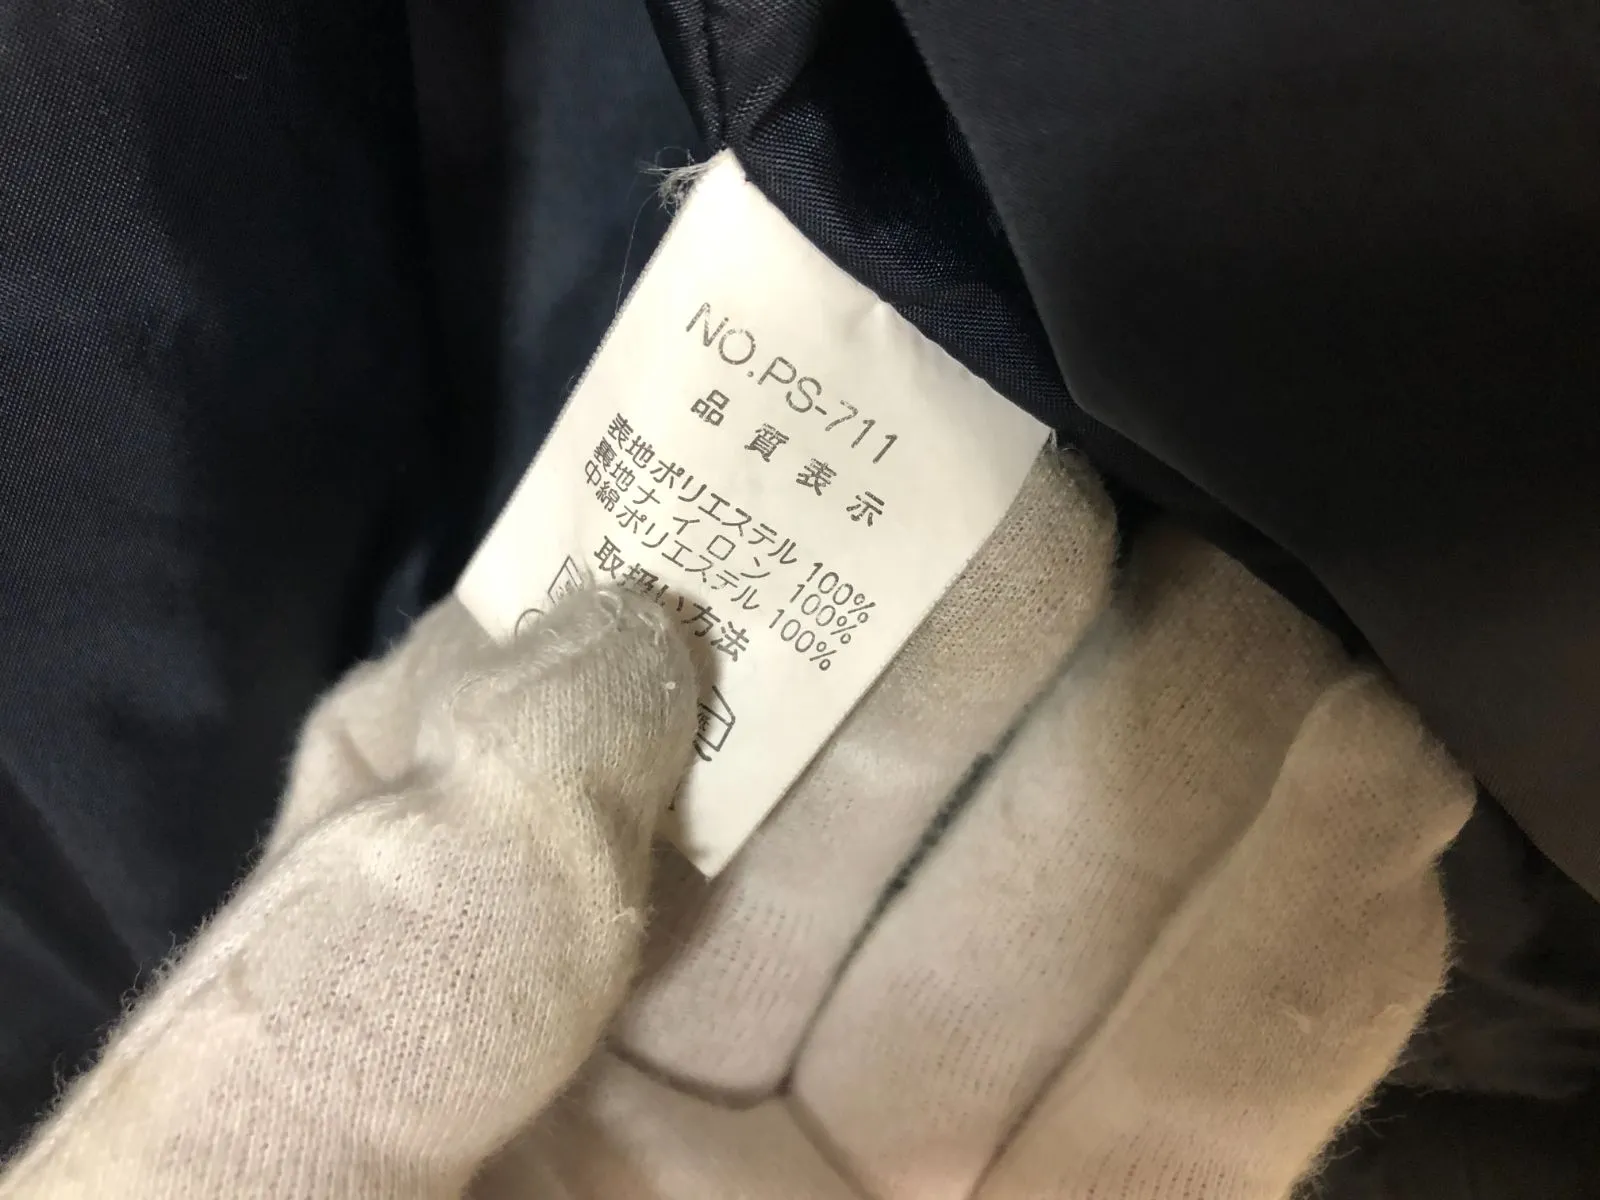 NO.PS-711
品質表示
表地ポリエステル 100%
裏地ナイロン 100%
中綿ポリエステル 100%
取扱い方法